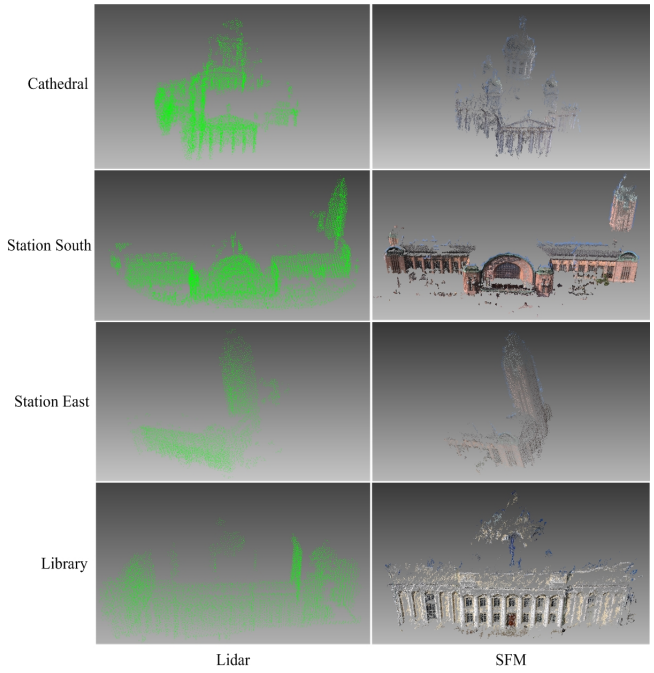 Cathedral
Station South
Station East
Library
Lidar
SFM